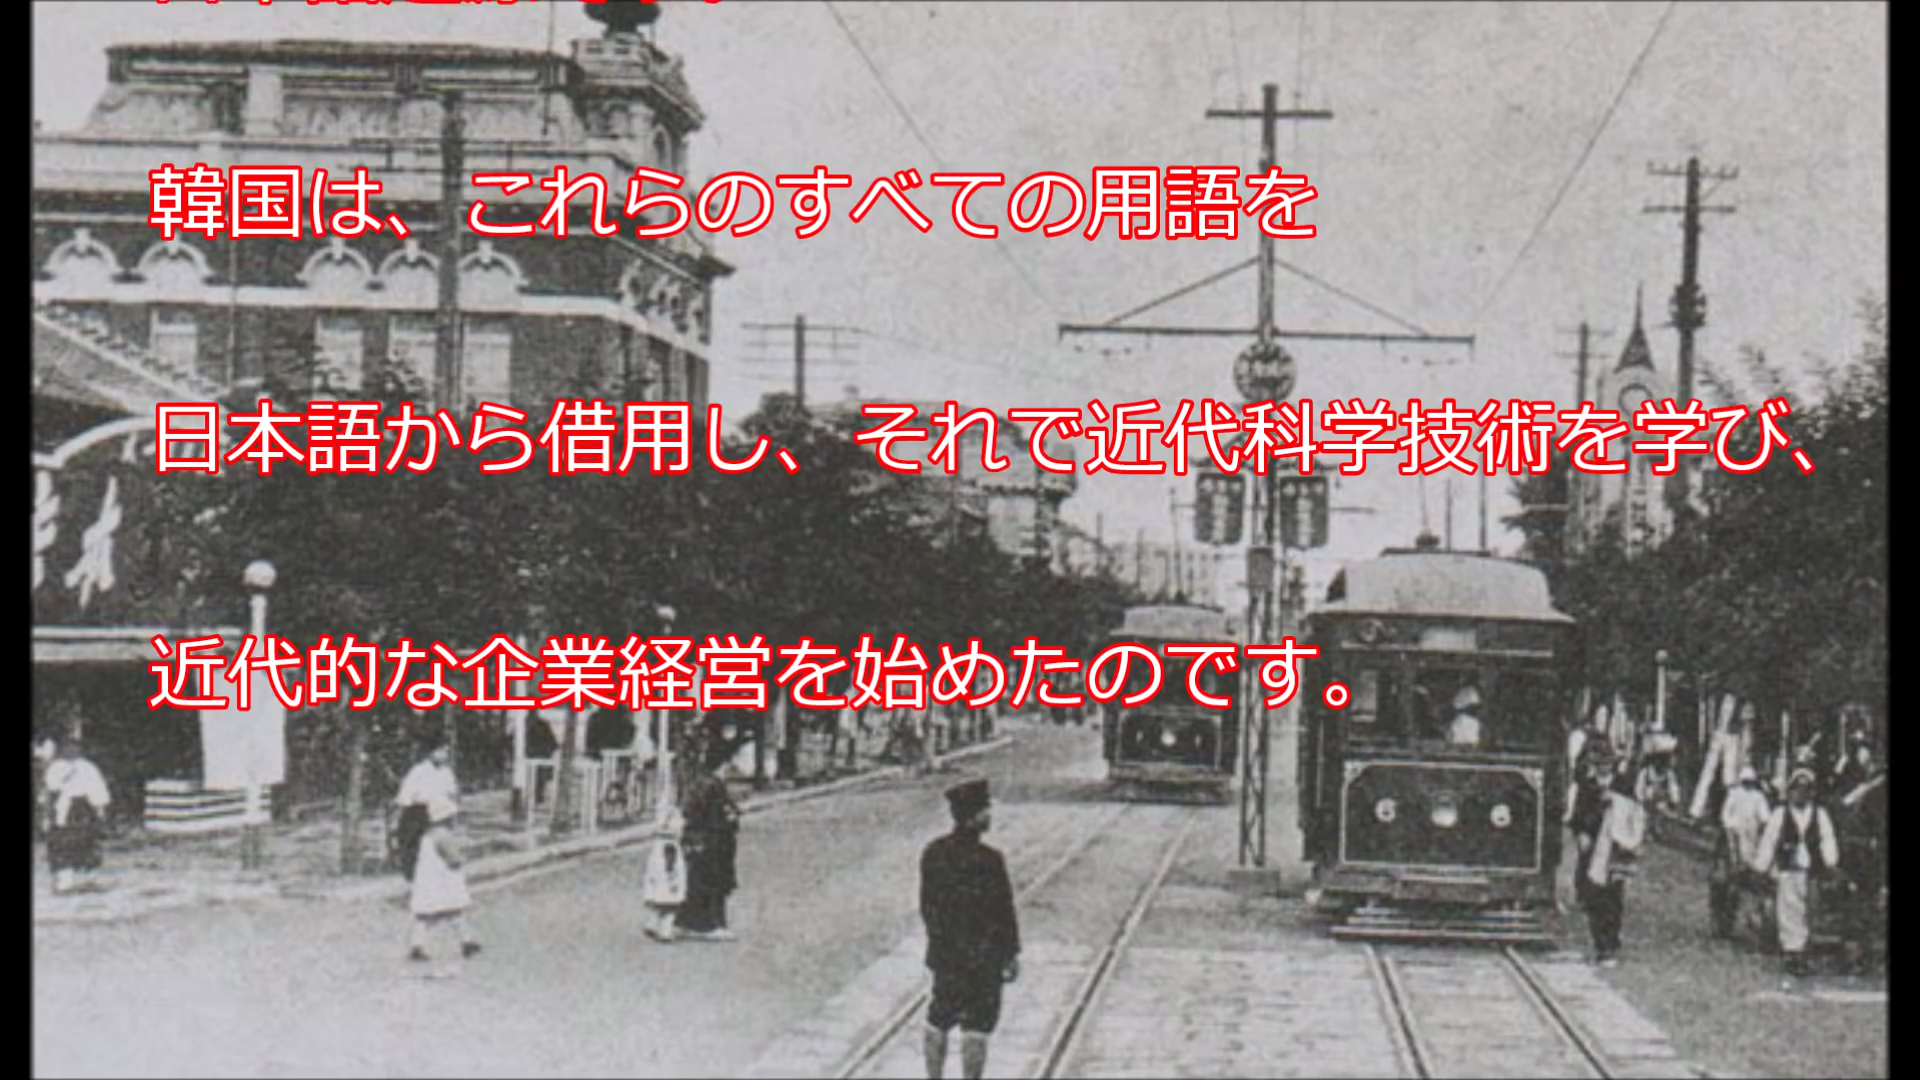 韓国は、これらのすべての用語を
日本語から借用し、それで近代科学技術を学び、
近代的な企業経営を始めたのです。